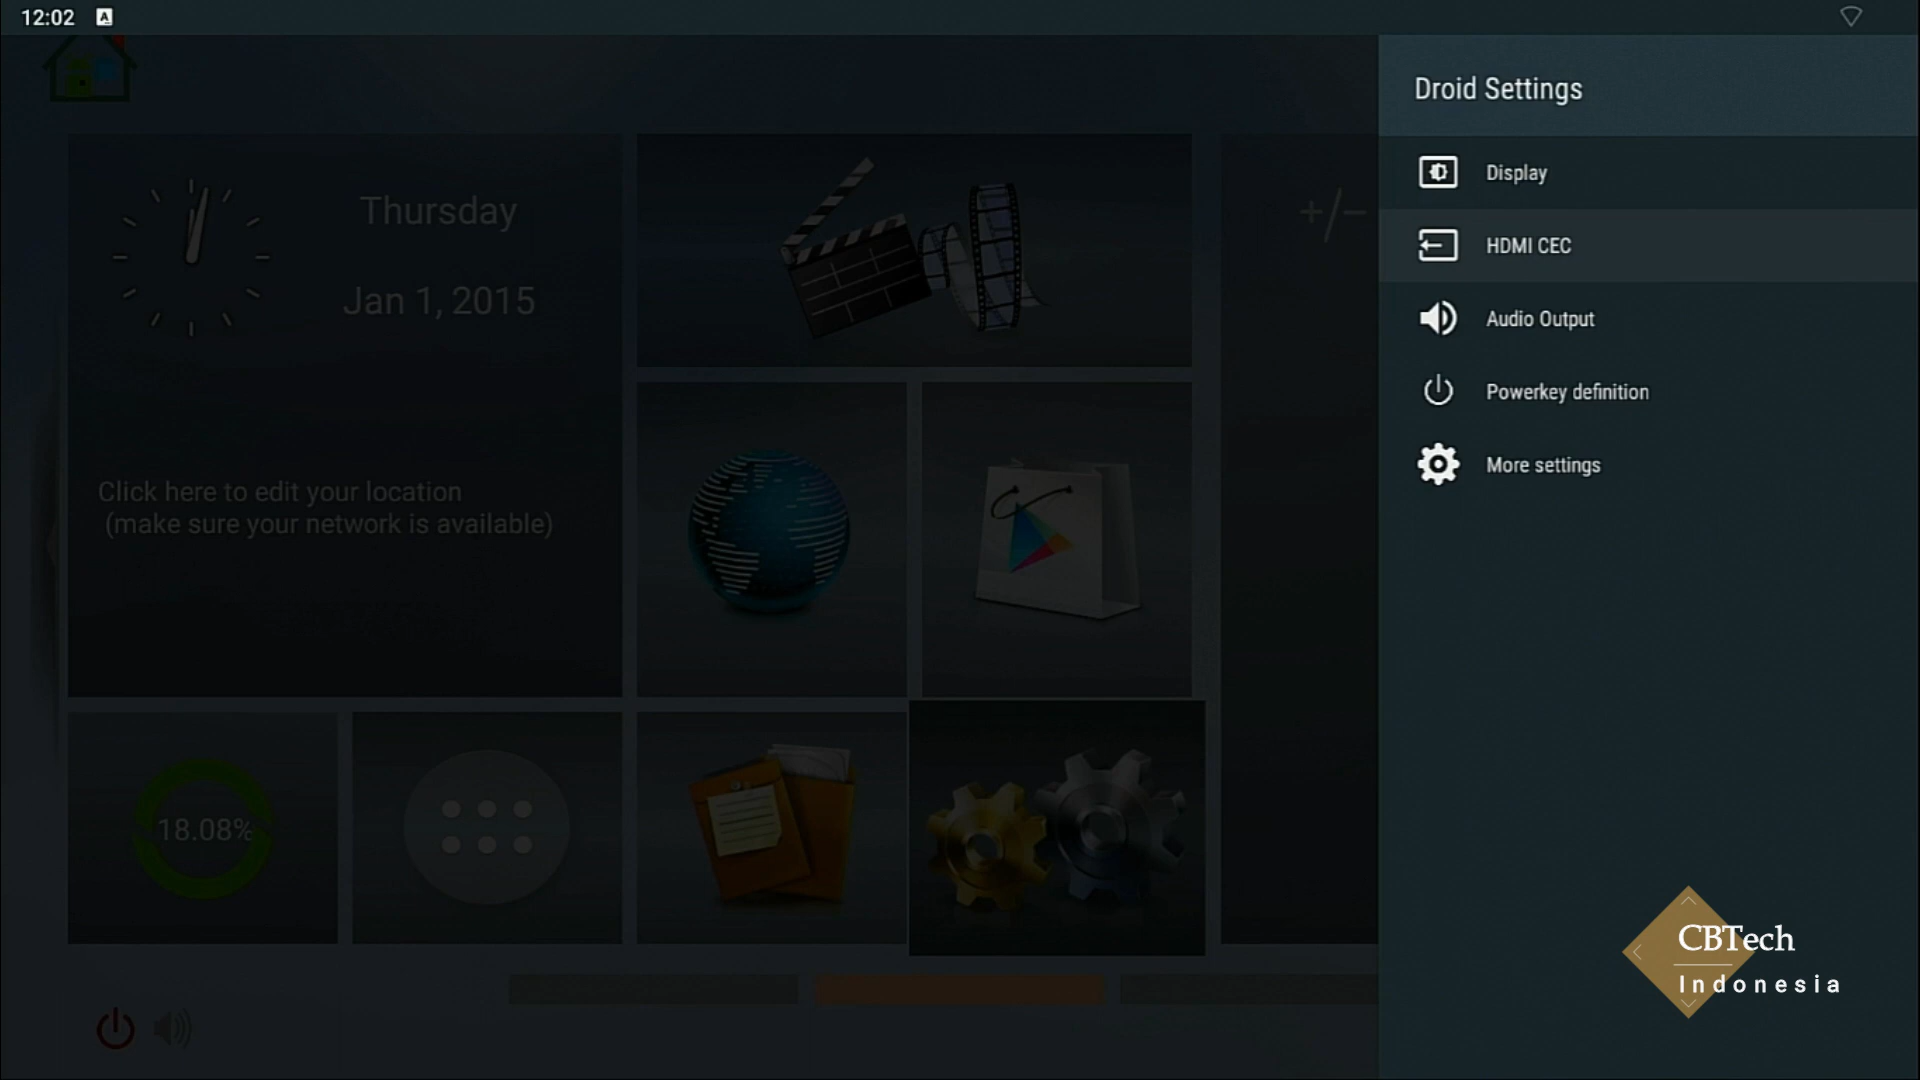 12:02
A
Droid Settings
Display
HDMI CEC
Audio Output
Powerkey definition
More settings
Thursday
Jan 1, 2015
+/−
Click here to edit your location
(make sure your network is available)
18.08%
CBTech
Indonesia